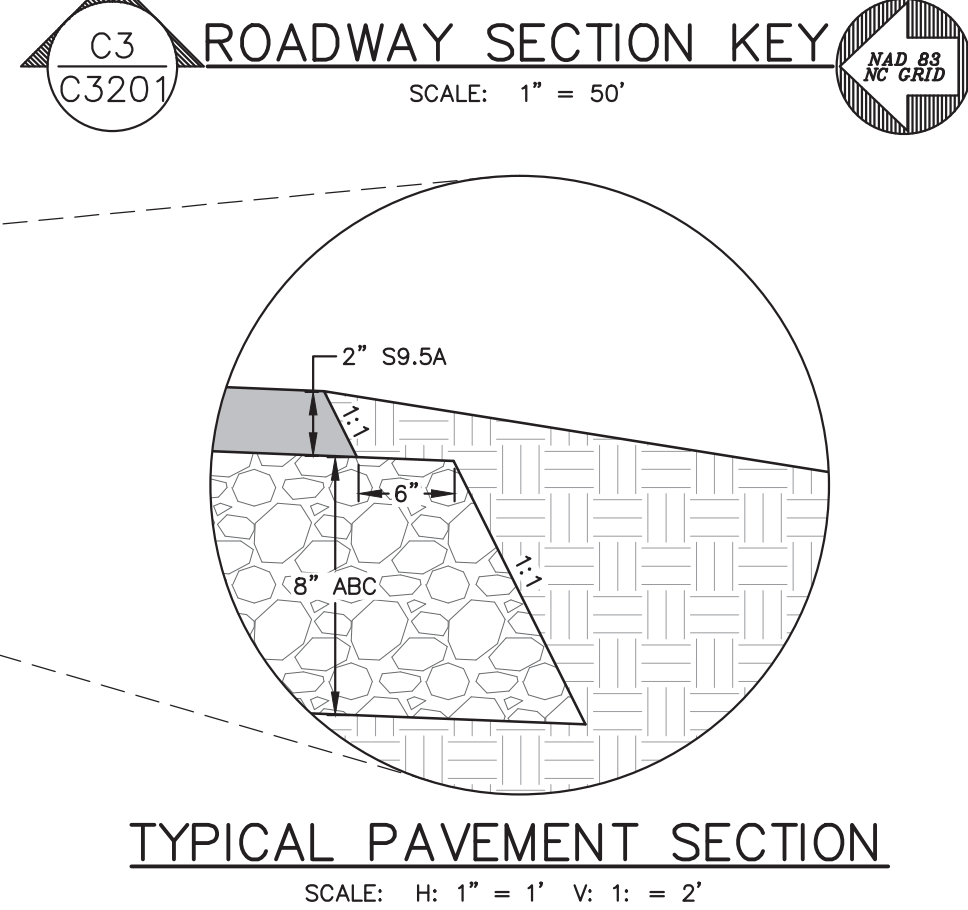 C3
C3201
ROADWAY SECTION KEY
SCALE: 1" = 50'
NAD 83
NC GRID
2" S9.5A
1:1
6"
1:1
8" ABC
TYPICAL PAVEMENT SECTION
SCALE: H: 1" = 1' V: 1: = 2'